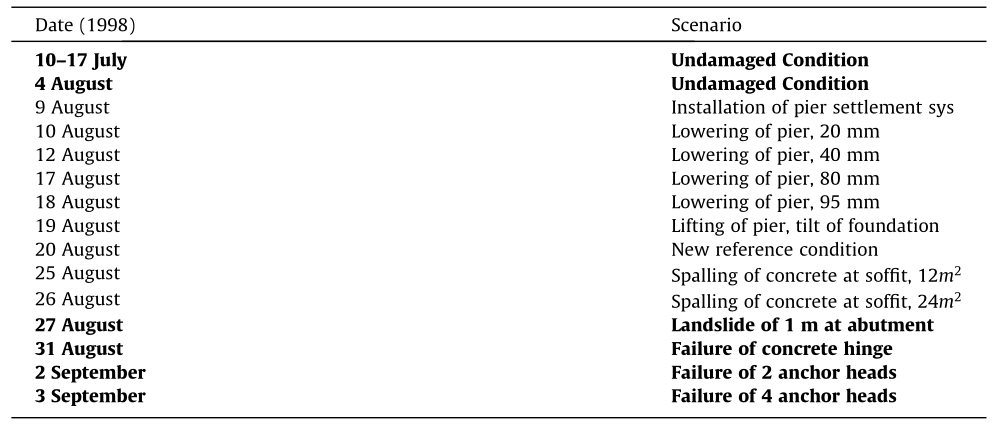 Date (1998) Scenario
10–17 July Undamaged Condition
4 August Undamaged Condition
9 August Installation of pier settlement sys
10 August Lowering of pier, 20 mm
12 August Lowering of pier, 40 mm
17 August Lowering of pier, 80 mm
18 August Lowering of pier, 95 mm
19 August Lifting of pier, tilt of foundation
20 August New reference condition
25 August Spalling of concrete at soffit, 12m²
26 August Spalling of concrete at soffit, 24m²
27 August Landslide of 1 m at abutment
31 August Failure of concrete hinge
2 September Failure of 2 anchor heads
3 September Failure of 4 anchor heads